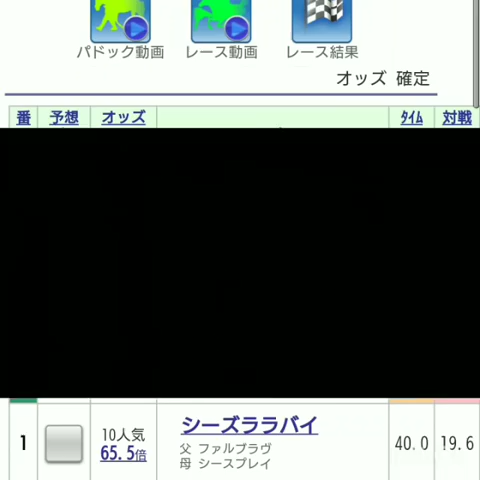 パドック動画 レース動画 レース結果
オッズ 確定
番 予想 オッズ ﾀｲﾑ 対戦
1 10人気 65.5倍 シーズララバイ 40.0 19.6
父 ファルブラヴ
母 シースプレイ